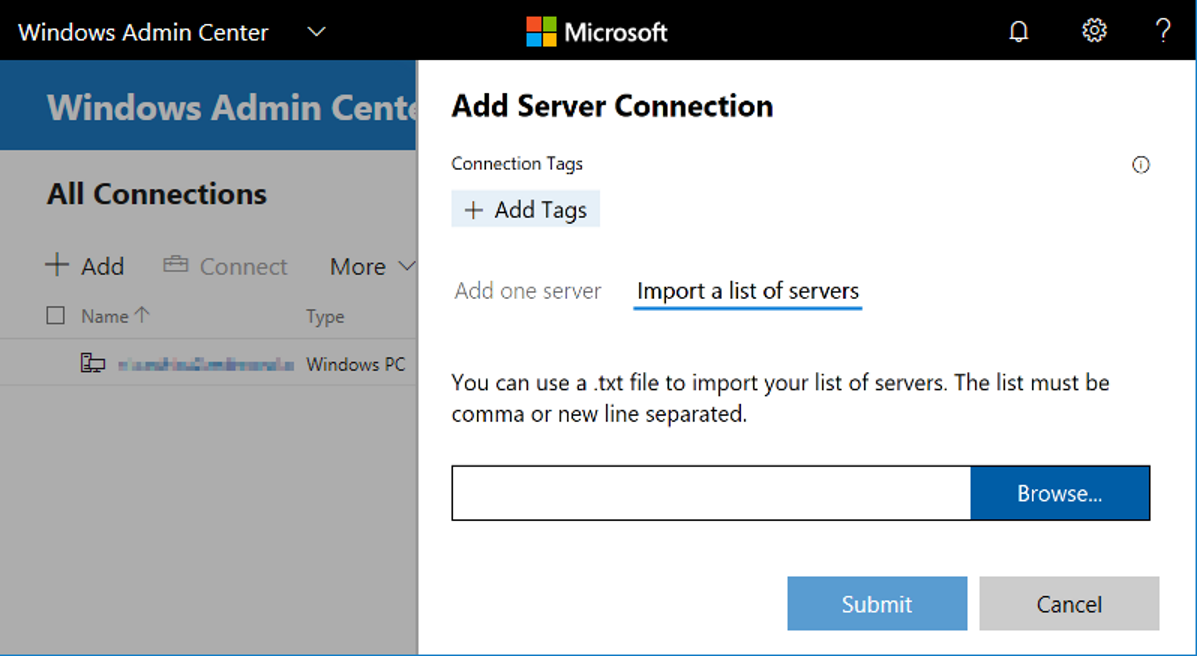 Windows Admin Center
Microsoft
?
Windows Admin Cente
All Connections
+ Add
Connect
More
Name ↑
Type
Windows PC
Add Server Connection
Connection Tags
+ Add Tags
Add one server
Import a list of servers
You can use a .txt file to import your list of servers. The list must be
comma or new line separated.
Browse...
Submit
Cancel